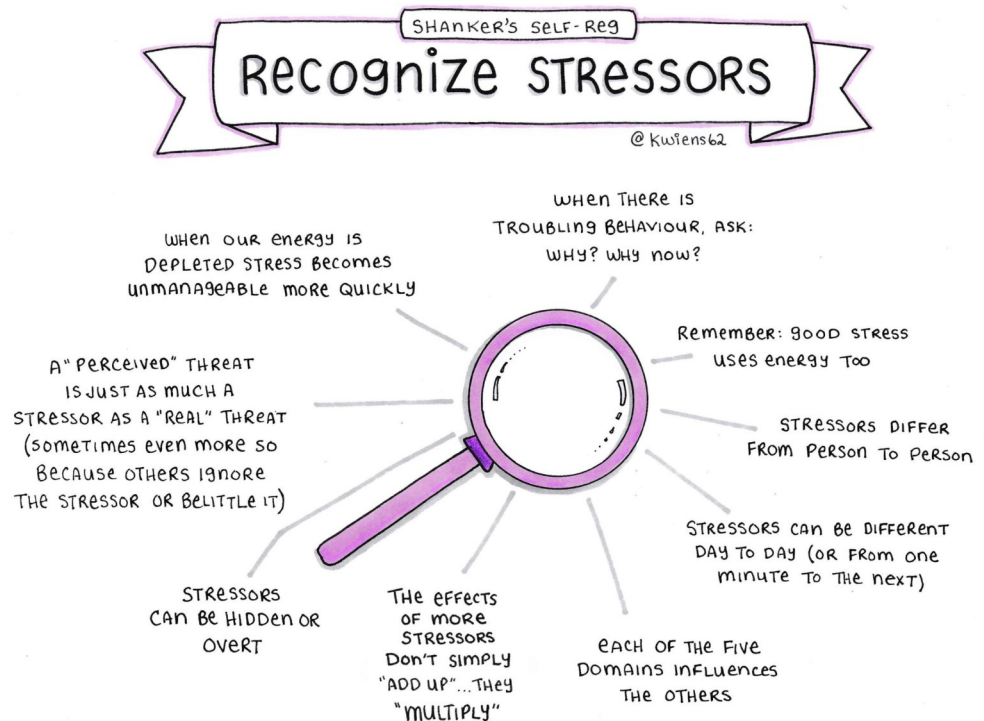 SHANKER'S SELF-REG
RECOGNIZE STRESSORS
@kwiens62
WHEN THERE IS
TROUBLING BEHAVIOUR, ASK:
WHY? WHY NOW?
REMEMBER: GOOD STRESS
USES ENERGY TOO
STRESSORS DIFFER
FROM PERSON TO PERSON
STRESSORS CAN BE DIFFERENT
DAY TO DAY (OR FROM ONE
MINUTE TO THE NEXT)
EACH OF THE FIVE
DOMAINS INFLUENCES
THE OTHERS
THE EFFECTS
OF MORE
STRESSORS
DON'T SIMPLY
"ADD UP"... THEY
"MULTIPLY"
STRESSORS
CAN BE HIDDEN OR
OVERT
A "PERCEIVED" THREAT
IS JUST AS MUCH A
STRESSOR AS A "REAL" THREAT
(SOMETIMES EVEN MORE SO
BECAUSE OTHERS IGNORE
THE STRESSOR OR BELITTLE IT)
WHEN OUR ENERGY IS
DEPLETED STRESS BECOMES
UNMANAGEABLE MORE QUICKLY